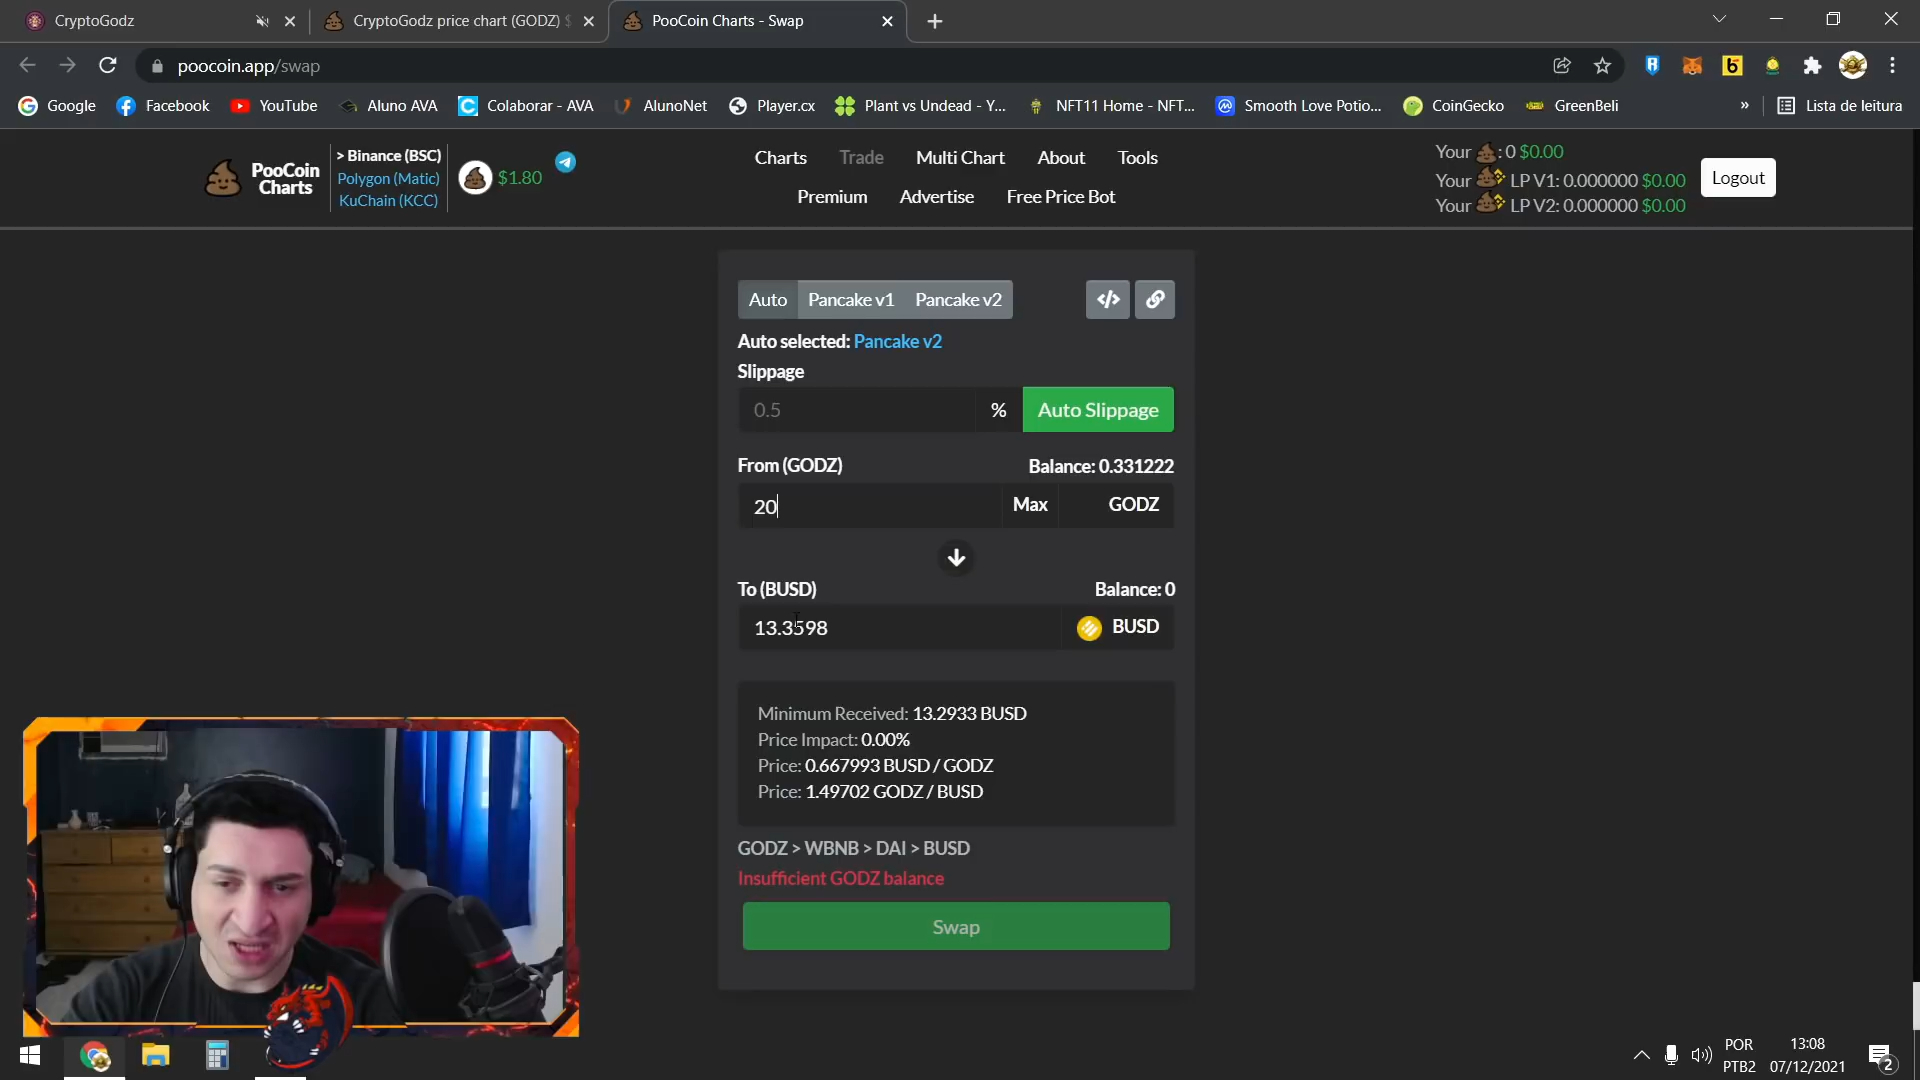 CryptoGodz
CryptoGodz price chart (GODZ) $
PooCoin Charts - Swap
poocoin.app/swap
Google
Facebook
YouTube
Aluno AVA
Colaborar - AVA
AlunoNet
Player.cx
Plant vs Undead - Y...
NFT11 Home - NFT...
Smooth Love Potio...
CoinGecko
GreenBeli
»
Lista de leitura
PooCoin
Charts
> Binance (BSC)
Polygon (Matic)
KuChain (KCC)
$1.80
Charts
Trade
Multi Chart
About
Tools
Premium
Advertise
Free Price Bot
Your : 0 $0.00
Your LP V1: 0.000000 $0.00
Your LP V2: 0.000000 $0.00
Logout
Auto
Pancake v1
Pancake v2
Auto selected: Pancake v2
Slippage
0.5
%
Auto Slippage
From (GODZ)
Balance: 0.331222
20
Max
GODZ
To (BUSD)
Balance: 0
13.3598
BUSD
Minimum Received: 13.2933 BUSD
Price Impact: 0.00%
Price: 0.667993 BUSD / GODZ
Price: 1.49702 GODZ / BUSD
GODZ > WBNB > DAI > BUSD
Insufficient GODZ balance
Swap
POR
PTB2
13:08
07/12/2021
2